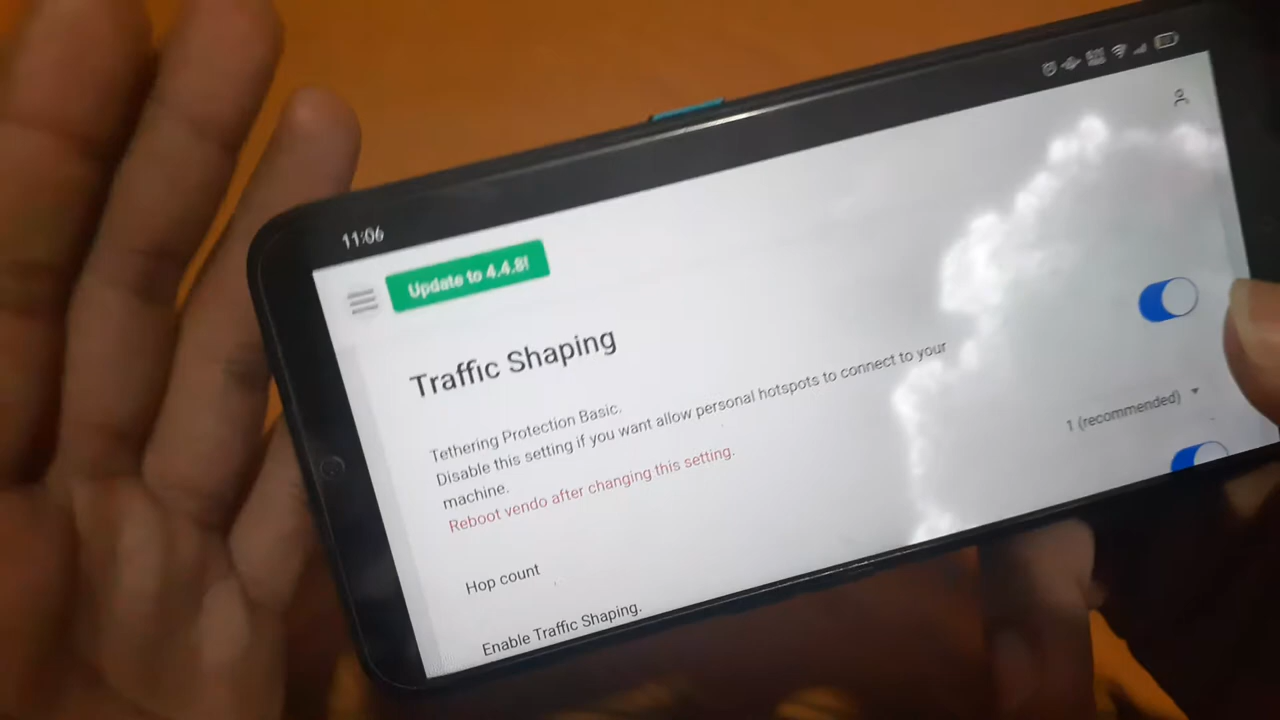 11:06
Update to 4.4.8!
Traffic Shaping
Tethering Protection Basic.
Disable this setting if you want allow personal hotspots to connect to your
machine.
Reboot vendo after changing this setting.
Hop count
1 (recommended)
Enable Traffic Shaping.